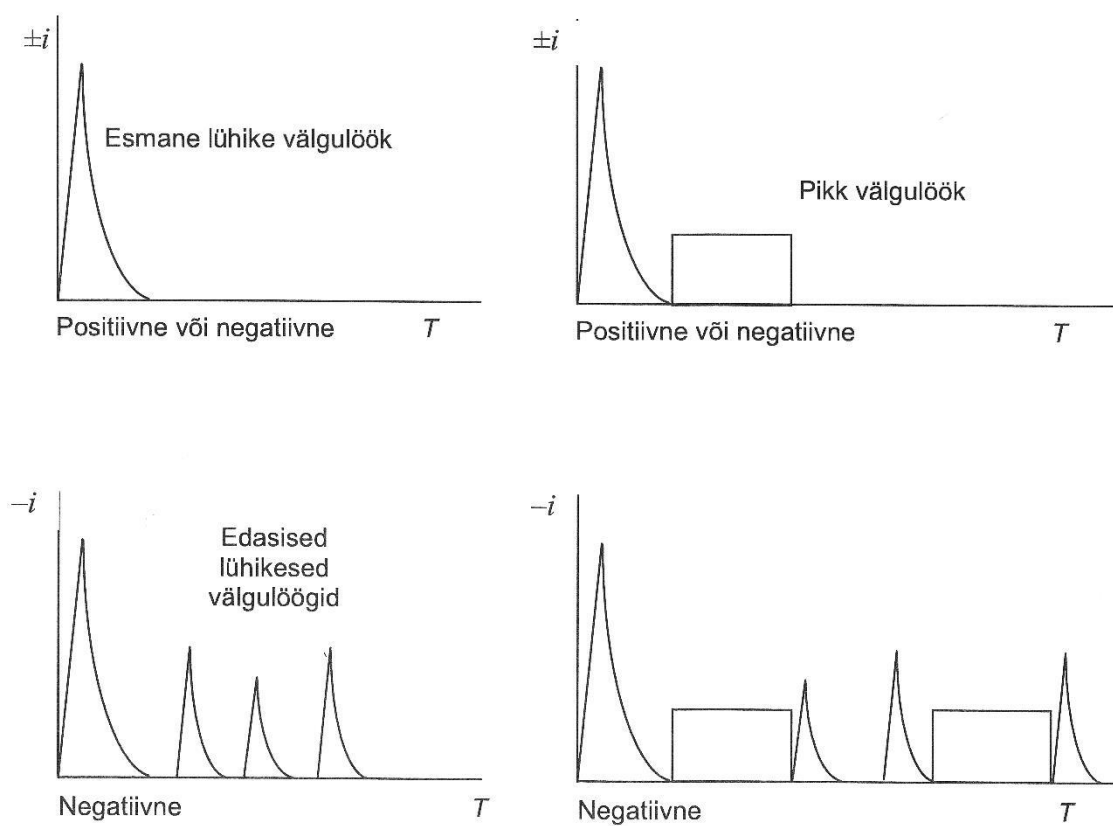 ±i
Esmane lühike välgulöök
Positiivne või negatiivne T
±i
Pikk välgulöök
Positiivne või negatiivne T
−i
Edasised
lühikesed
välgulöögid
Negatiivne T
−i
Negatiivne T